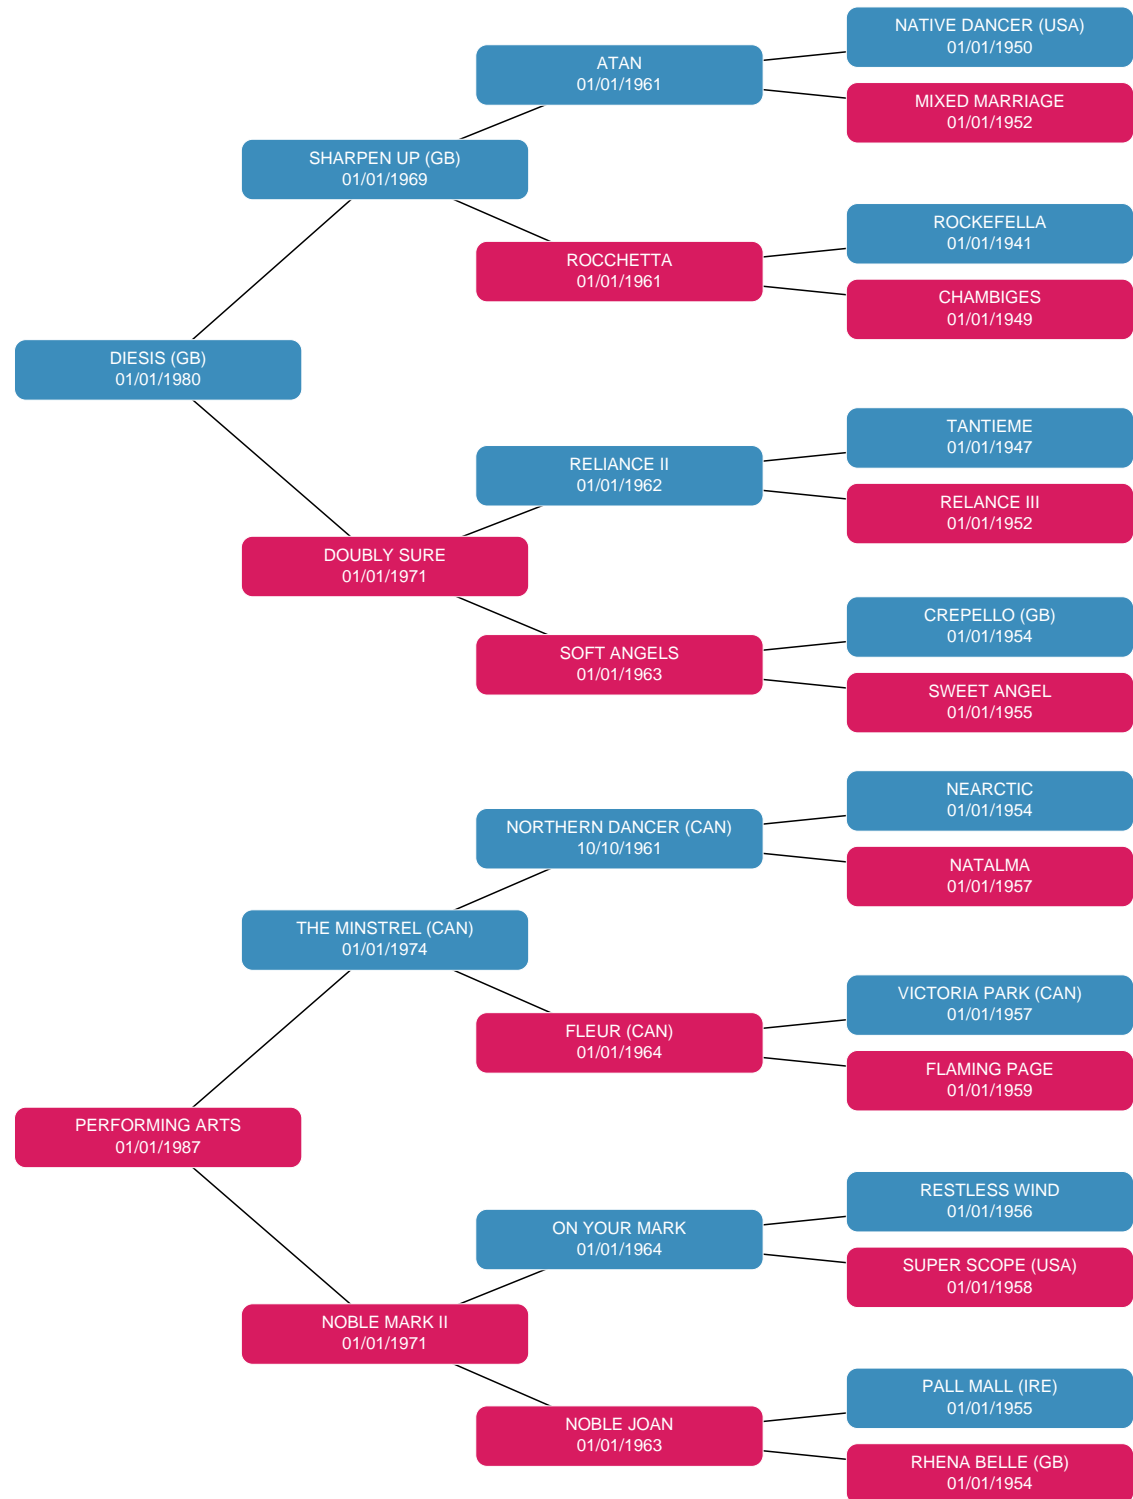 NATIVE DANCER (USA)
01/01/1950
ATAN
01/01/1961
MIXED MARRIAGE
01/01/1952
SHARPEN UP (GB)
01/01/1969
ROCKEFELLA
01/01/1941
ROCCHETTA
01/01/1961
CHAMBIGES
01/01/1949
DIESIS (GB)
01/01/1980
TANTIEME
01/01/1947
RELIANCE II
01/01/1962
RELANCE III
01/01/1952
DOUBLY SURE
01/01/1971
CREPELLO (GB)
01/01/1954
SOFT ANGELS
01/01/1963
SWEET ANGEL
01/01/1955
NEARCTIC
01/01/1954
NORTHERN DANCER (CAN)
10/10/1961
NATALMA
01/01/1957
THE MINSTREL (CAN)
01/01/1974
VICTORIA PARK (CAN)
01/01/1957
FLEUR (CAN)
01/01/1964
FLAMING PAGE
01/01/1959
PERFORMING ARTS
01/01/1987
RESTLESS WIND
01/01/1956
ON YOUR MARK
01/01/1964
SUPER SCOPE (USA)
01/01/1958
NOBLE MARK II
01/01/1971
PALL MALL (IRE)
01/01/1955
NOBLE JOAN
01/01/1963
RHENA BELLE (GB)
01/01/1954